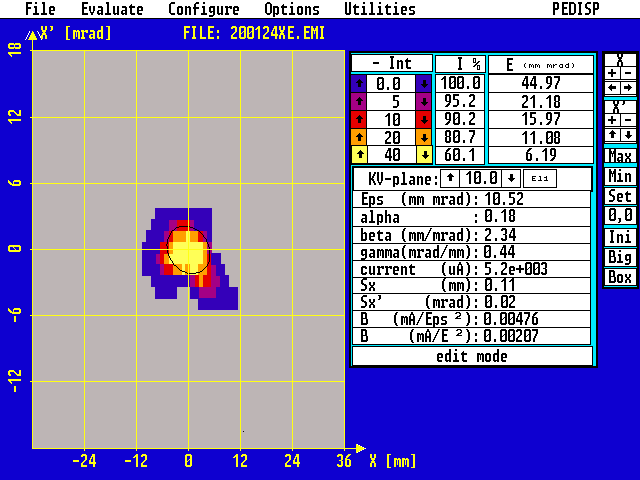 File Evaluate Configure Options Utilities PEDISP
X' [mrad] FILE: 200124XE.EMI
18
12
6
0
-6
-12
-24 -12 0 12 24 36 X [mm]
- Int I % E (mm mrad)
0.0 100.0 44.97
5 95.2 21.18
10 90.2 15.97
20 80.7 11.08
40 60.1 6.19
KV-plane: 10.0 Eli
Eps (mm mrad): 10.52
alpha : 0.18
beta (mm/mrad): 2.34
gamma(mrad/mm): 0.44
current (uA): 5.2e+003
Sx (mm): 0.11
Sx' (mrad): 0.02
B (mA/Eps ²): 0.00476
B (mA/E ²): 0.00207
edit mode
X
+ -
X'
+ -
Max
Min
Set
0,0
Ini
Big
Box